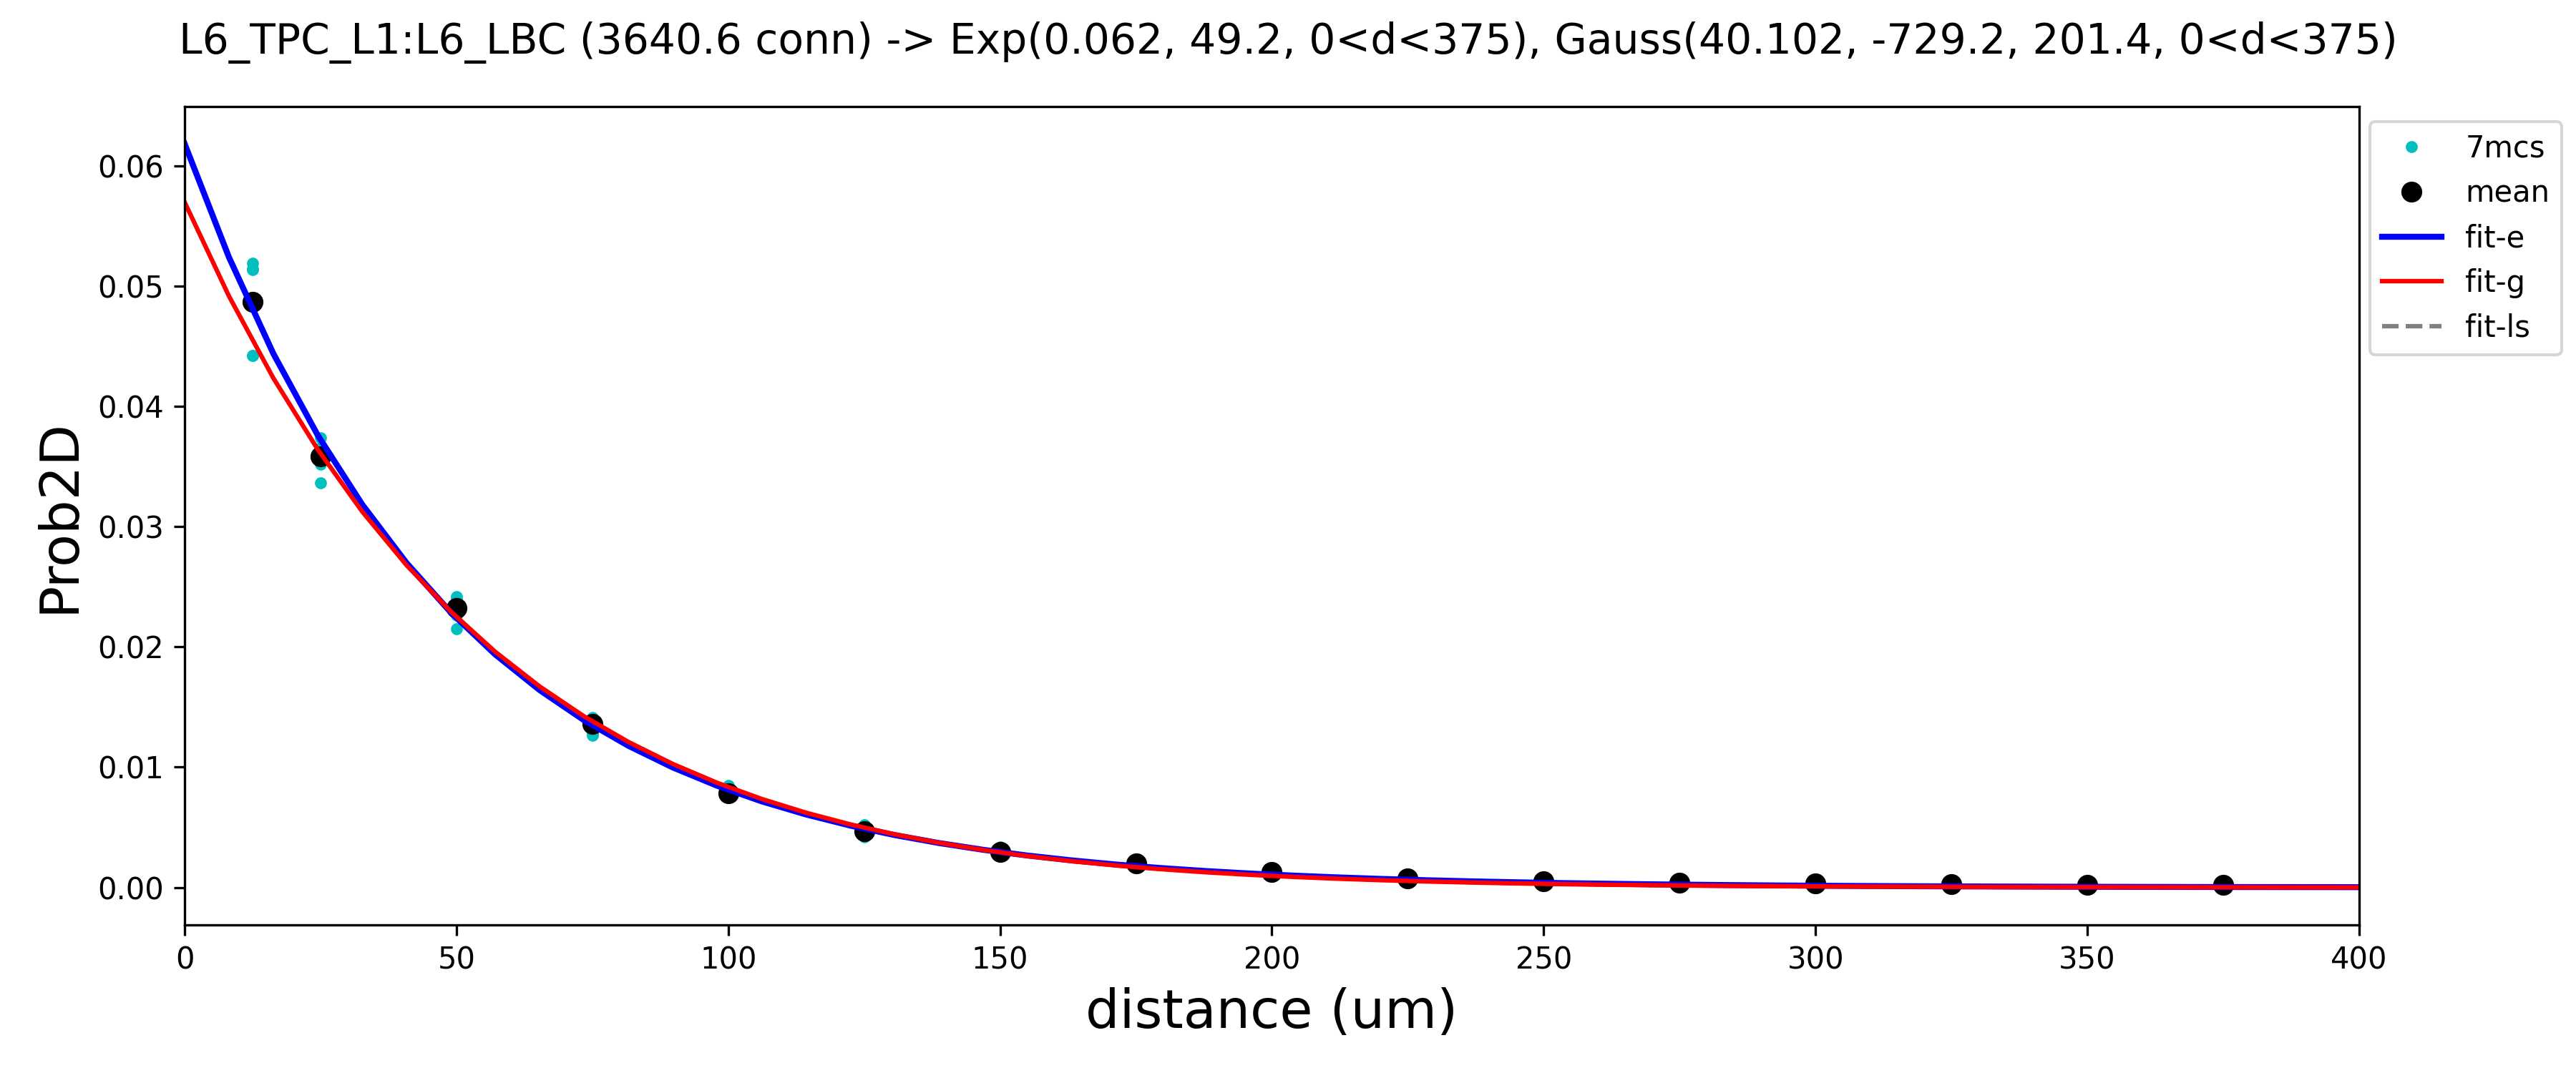 L6_TPC_L1:L6_LBC (3640.6 conn) -> Exp(0.062, 49.2, 0<d<375), Gauss(40.102, -729.2, 201.4, 0<d<375)
7mcs
mean
fit-e
fit-g
fit-ls
Prob2D
0.06
0.05
0.04
0.03
0.02
0.01
0.00
0 50 100 150 200 250 300 350 400
distance (um)